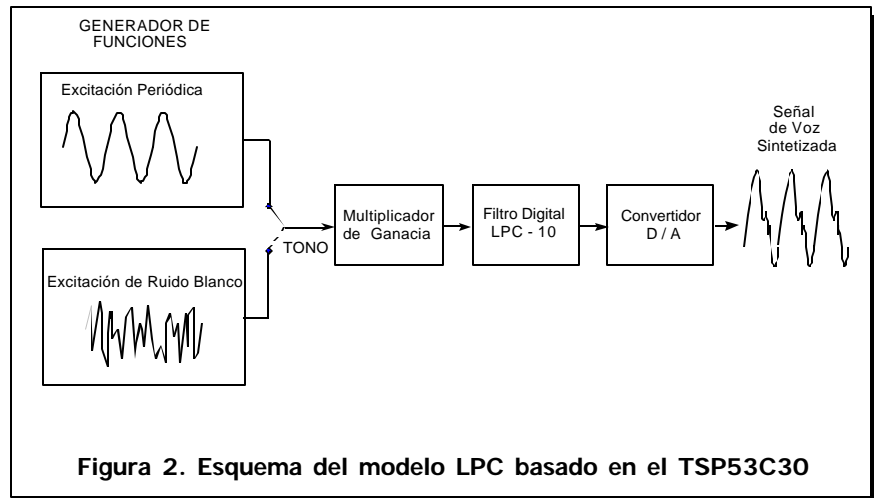 GENERADOR DE
FUNCIONES
Excitación Periódica
Excitación de Ruido Blanco
TONO
Multiplicador
de Ganacia
Filtro Digital
LPC - 10
Convertidor
D / A
Señal
de Voz
Sintetizada
Figura 2. Esquema del modelo LPC basado en el TSP53C30